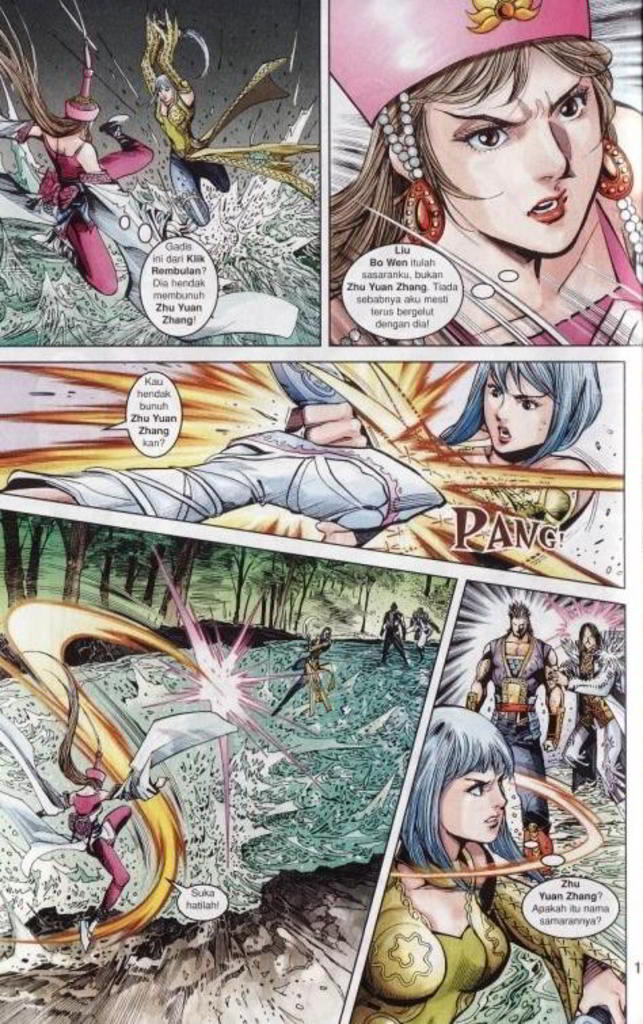 Gadis
ini dari Klik
Rembulan?
Dia hendak
membunuh
Zhu Yuan
Zhang!
Liu
Bo Wen itulah
sasaranku, bukan
Zhu Yuan Zhang. Tiada
sebabnya aku mesti
terus bergelut
dengan dia!
Kau
hendak
bunuh
Zhu Yuan
Zhang
kan?
PANG!
Suka
hatilah!
Zhu
Yuan Zhang?
Apakah itu nama
samarannya?